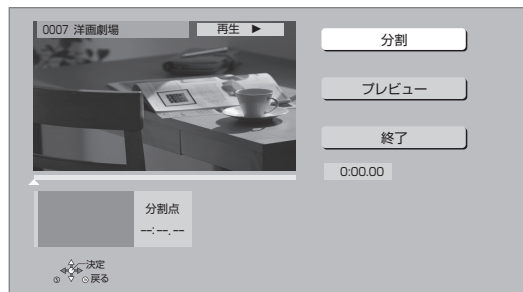 0007 洋画劇場
再生 ▶
分割
プレビュー
終了
0:00.00
分割点
--:--.--
決定
S
戻る